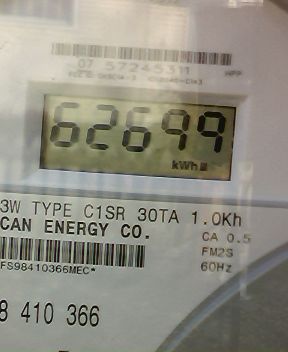 07 57245311
HPP
62699
kWh
3W TYPE C1SR 30TA 1.0Kh
CAN ENERGY CO.
CA 0.5
FM2S
60Hz
FS98410366MEC*
8 410 366